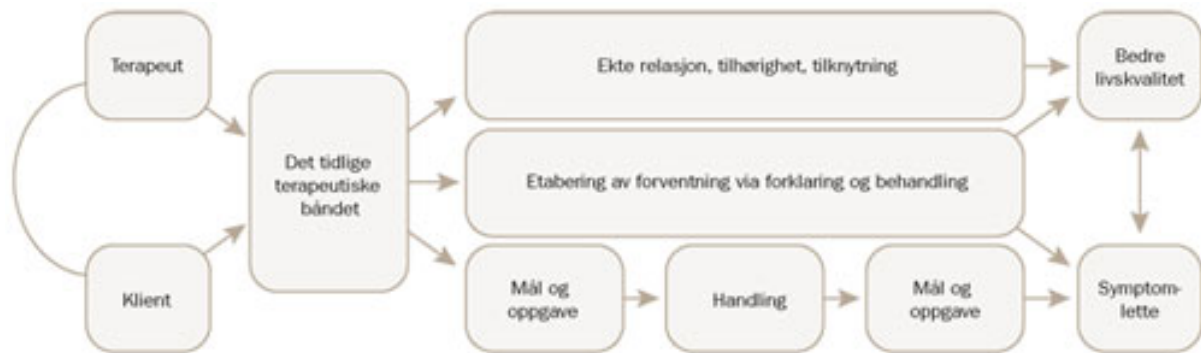 Terapeut
Klient
Det tidlige
terapeutiske
båndet
Ekte relasjon, tilhørighet, tilknytning
Etabering av forventning via forklaring og behandling
Mål og
oppgave
Handling
Mål og
oppgave
Bedre
livskvalitet
Symptom-
lette